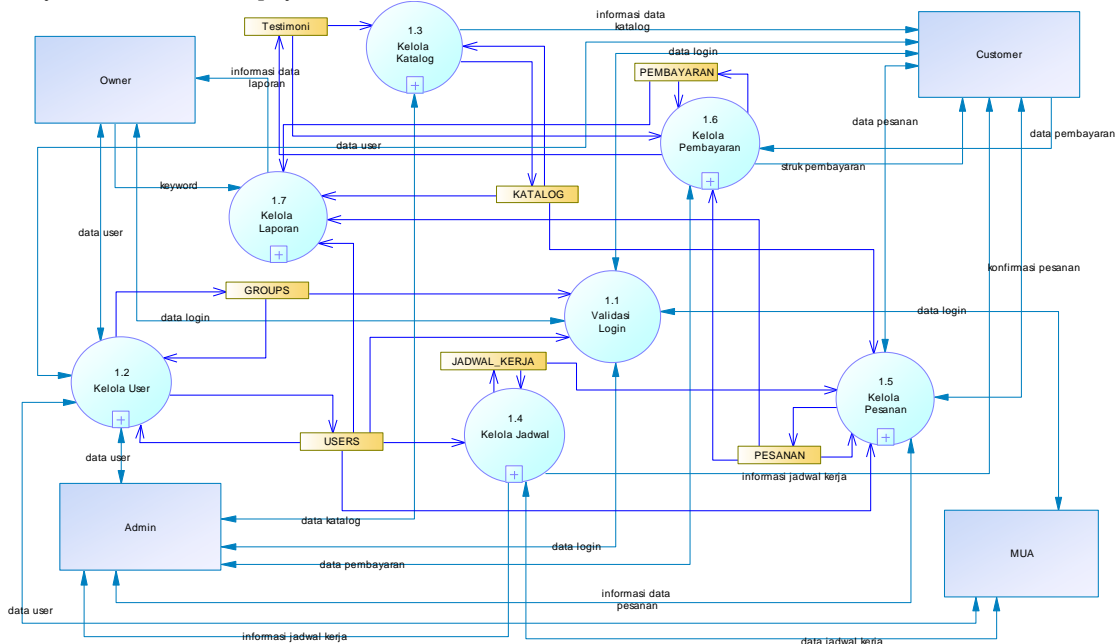 informasi data
katalog
Testimoni
1.3
Kelola
Katalog
Owner
Customer
data login
informasi data
laporan
PEMBAYARAN
1.6
Kelola
Pembayaran
data pesanan
data pembayaran
data user
struk pembayaran
keyword
1.7
Kelola
Laporan
KATALOG
data user
konfirmasi pesanan
GROUPS
1.1
Validasi
Login
data login
data login
JADWAL_KERJA
1.2
Kelola User
1.5
Kelola
Pesanan
1.4
Kelola Jadwal
USERS
data user
PESANAN
informasi jadwal kerja
Admin
data katalog
data login
MUA
data pembayaran
informasi data
pesanan
data user
informasi jadwal kerja
data jadwal kerja